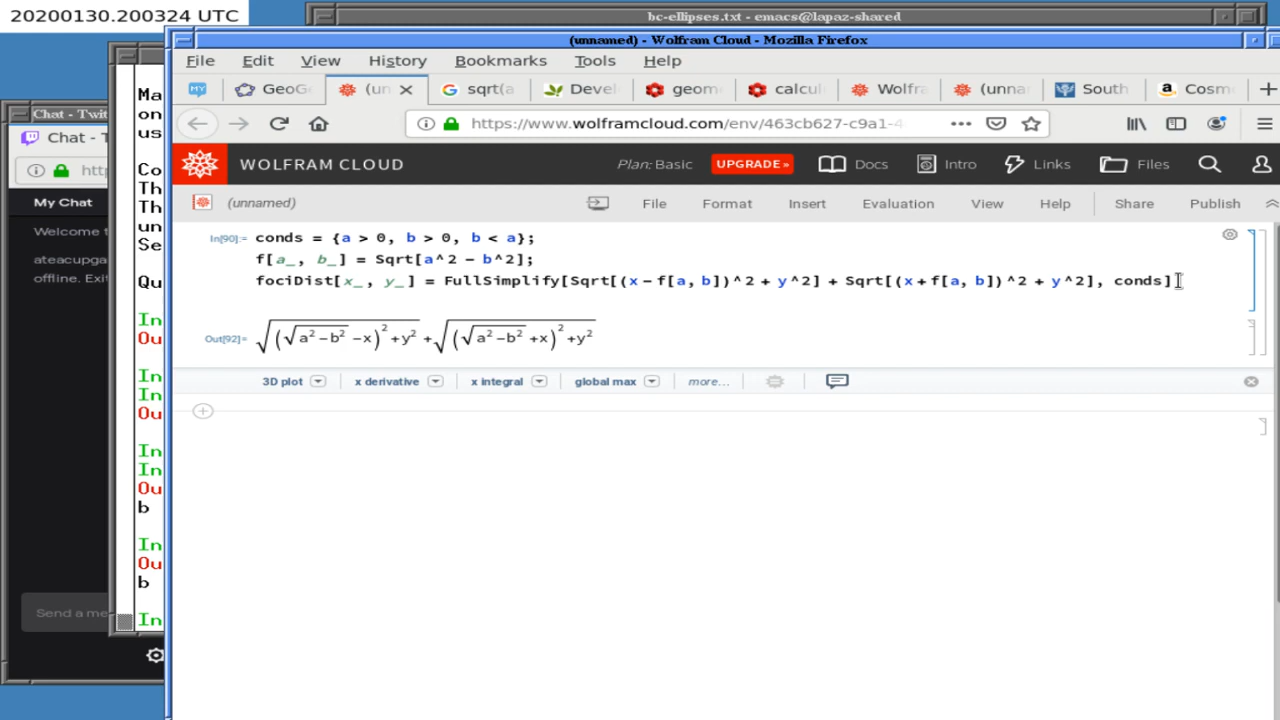 20200130.200324 UTC
bc-ellipses.txt - emacs@lapaz-shared
(unnamed) - Wolfram Cloud - Mozilla Firefox
File Edit View History Bookmarks Tools Help
MY GeoG (un sqrt(a Devel geom calcul Wolfra (unna South Cosm
https://www.wolframcloud.com/env/463cb627-c9a1-4
WOLFRAM CLOUD Plan: Basic UPGRADE » Docs Intro Links Files
(unnamed) File Format Insert Evaluation View Help Share Publish
In[90]:= conds = {a > 0, b > 0, b < a};
f[a_, b_] = Sqrt[a^2 - b^2];
fociDist[x_, y_] = FullSimplify[Sqrt[(x - f[a, b])^2 + y^2] + Sqrt[(x + f[a, b])^2 + y^2], conds]
Out[92]= √((√(a² - b²) - x)² + y²) + √((√(a² - b²) + x)² + y²)
3D plot x derivative x integral global max more...
Chat - Twit
Chat - T
http
My Chat
Welcome t
ateacupga
offline. Exi
Send a me
Ma
on
us
Co
Th
Th
un
Se
Qu
In
Ou
In
In
Ou
In
In
Ou
b
In
Ou
b
In